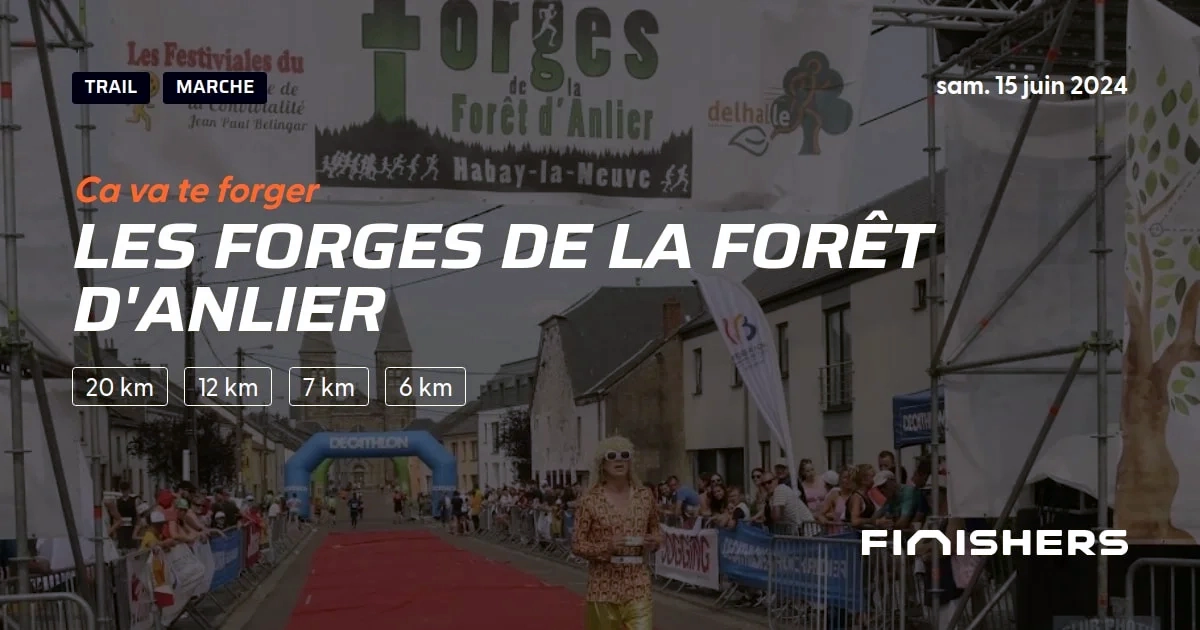 forges
Les Festiviales du
de la
TRAIL
MARCHE
sam. 15 juin 2024
de la Convivialité
Forêt d'Anlier
delhaize
Jean Paul Belingar
Habay-la-Neuve
Ca va te forger
LES FORGES DE LA FORÊT
D'ANLIER
20 km
12 km
7 km
6 km
DECATHLON
DECATHLON
JOGGING
FINISHERS